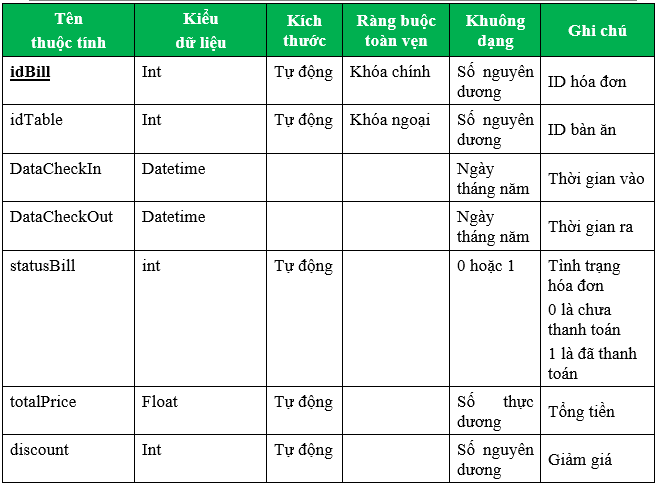 Tên thuộc tính | Kiểu dữ liệu | Kích thước | Ràng buộc toàn vẹn | Khuông dạng | Ghi chú
idBill | Int | Tự động | Khóa chính | Số nguyên dương | ID hóa đơn
idTable | Int | Tự động | Khóa ngoại | Số nguyên dương | ID bàn ăn
DataCheckIn | Datetime | | | Ngày tháng năm | Thời gian vào
DataCheckOut | Datetime | | | Ngày tháng năm | Thời gian ra
statusBill | int | Tự động | | 0 hoặc 1 | Tình trạng hóa đơn
0 là chưa thanh toán
1 là đã thanh toán
totalPrice | Float | Tự động | | Số thực dương | Tổng tiền
discount | Int | Tự động | | Số nguyên dương | Giảm giá